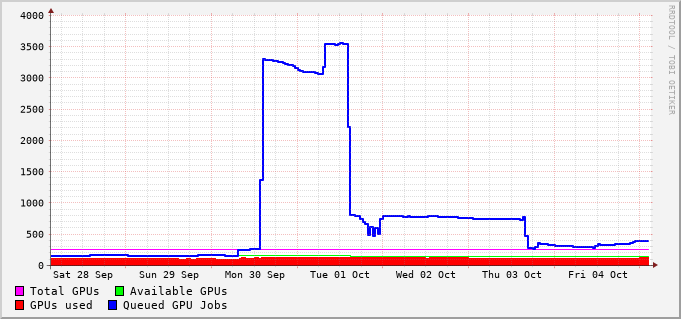 4000
3500
3000
2500
2000
1500
1000
500
0
Sat 28 Sep Sun 29 Sep Mon 30 Sep Tue 01 Oct Wed 02 Oct Thu 03 Oct Fri 04 Oct
Total GPUs Available GPUs
GPUs used Queued GPU Jobs
RRDTOOL / TOBI OETIKER